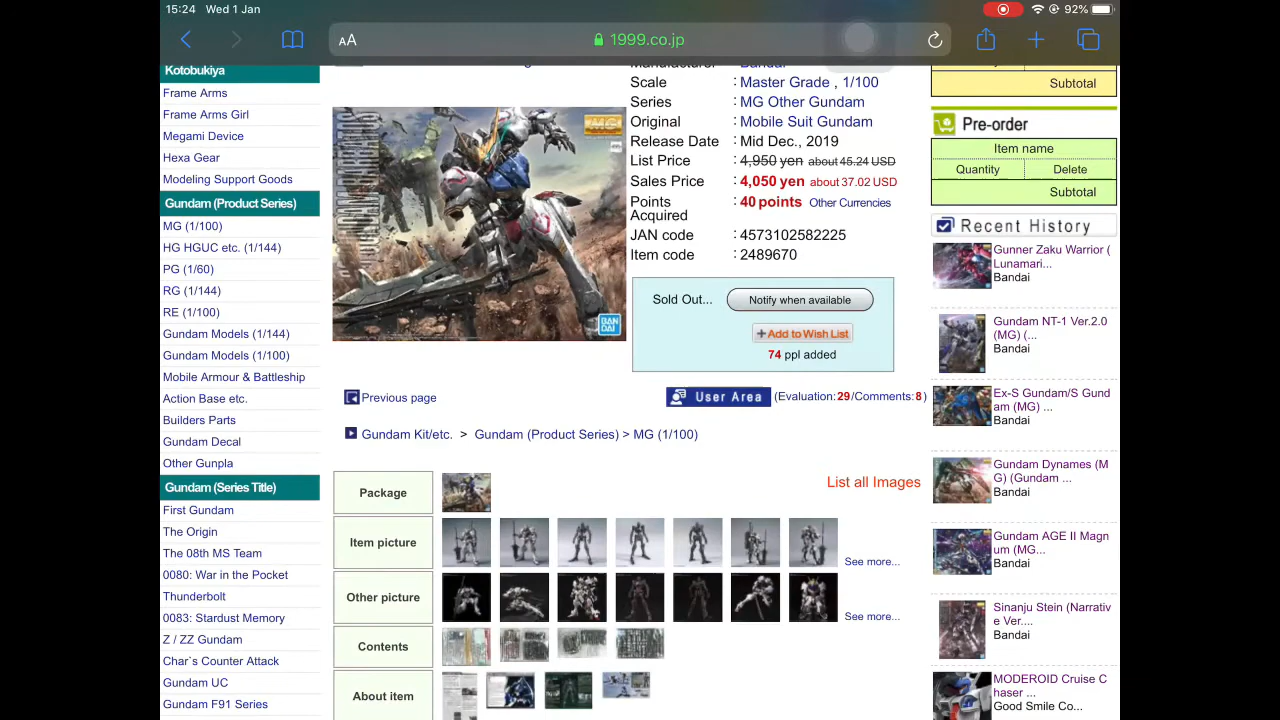 15:24 Wed 1 Jan
92%
AA
1999.co.jp
Kotobukiya
Frame Arms
Frame Arms Girl
Megami Device
Hexa Gear
Modeling Support Goods
Gundam (Product Series)
MG (1/100)
HG HGUC etc. (1/144)
PG (1/60)
RG (1/144)
RE (1/100)
Gundam Models (1/144)
Gundam Models (1/100)
Mobile Armour & Battleship
Action Base etc.
Builders Parts
Gundam Decal
Other Gunpla
Gundam (Series Title)
First Gundam
The Origin
The 08th MS Team
0080: War in the Pocket
Thunderbolt
0083: Stardust Memory
Z / ZZ Gundam
Char`s Counter Attack
Gundam UC
Gundam F91 Series
MG
BAN
DAI
Manufacturer : Bandai
Scale : Master Grade , 1/100
Series : MG Other Gundam
Original : Mobile Suit Gundam
Release Date : Mid Dec., 2019
List Price : 4,950 yen about 45.24 USD
Sales Price : 4,050 yen about 37.02 USD
Points Acquired : 40 points Other Currencies
JAN code : 4573102582225
Item code : 2489670
Sold Out... Notify when available
+Add to Wish List
74 ppl added
Previous page
User Area (Evaluation:29/Comments:8)
Gundam Kit/etc. > Gundam (Product Series) > MG (1/100)
List all Images
Package
Item picture
See more...
Other picture
See more...
Contents
About item
Subtotal
Pre-order
Item name
Quantity Delete
Subtotal
Recent History
Gunner Zaku Warrior (
Lunamari...
Bandai
Gundam NT-1 Ver.2.0
(MG) (...
Bandai
Ex-S Gundam/S Gund
am (MG) ...
Bandai
Gundam Dynames (M
G) (Gundam ...
Bandai
Gundam AGE II Magn
um (MG...
Bandai
Sinanju Stein (Narrativ
e Ver....
Bandai
MODEROID Cruise C
haser ...
Good Smile Co...